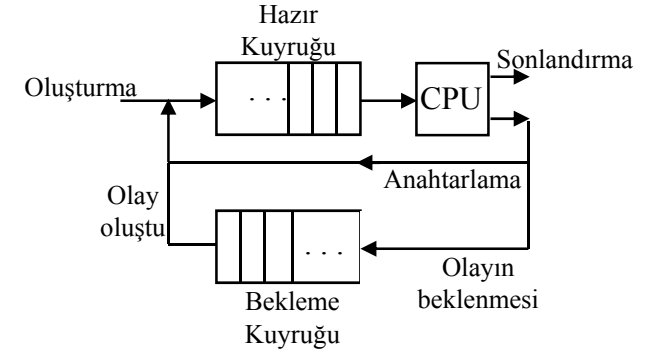 Hazır
Kuyruğu
Sonlandırma
Oluşturma
. . .
CPU
Anahtarlama
Olay
oluştu
. . .
Olayın
beklenmesi
Bekleme
Kuyruğu